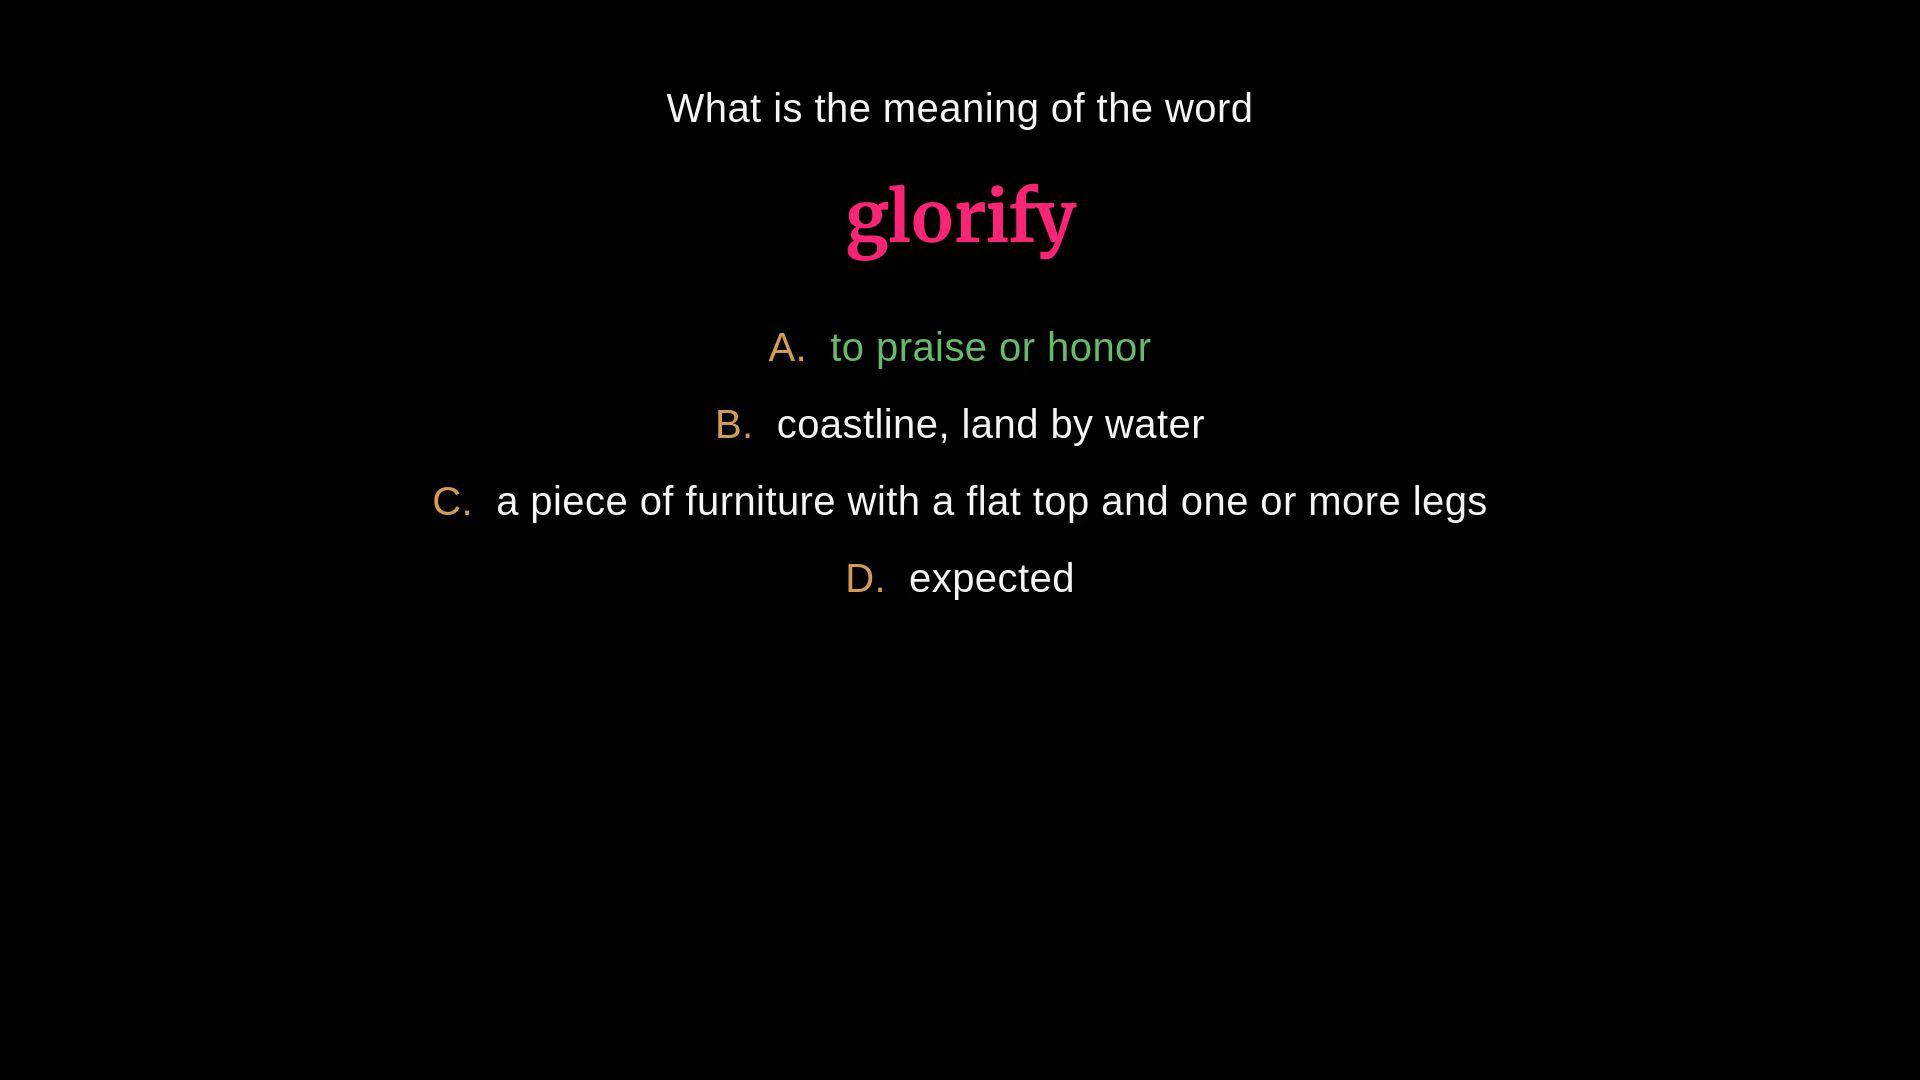 What is the meaning of the word
glorify
A. to praise or honor
B. coastline, land by water
C. a piece of furniture with a flat top and one or more legs
D. expected